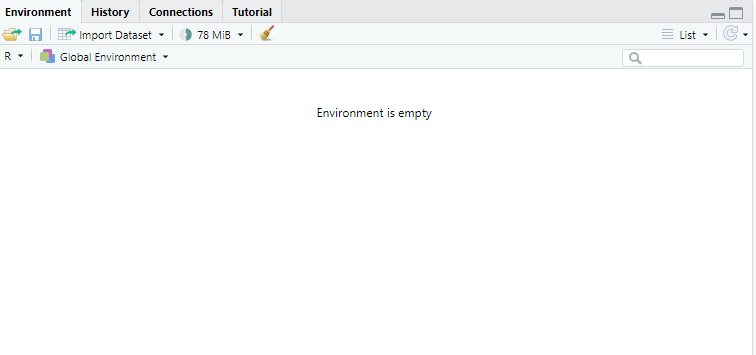 Environment History Connections Tutorial
Import Dataset 78 MiB List
R Global Environment
Environment is empty